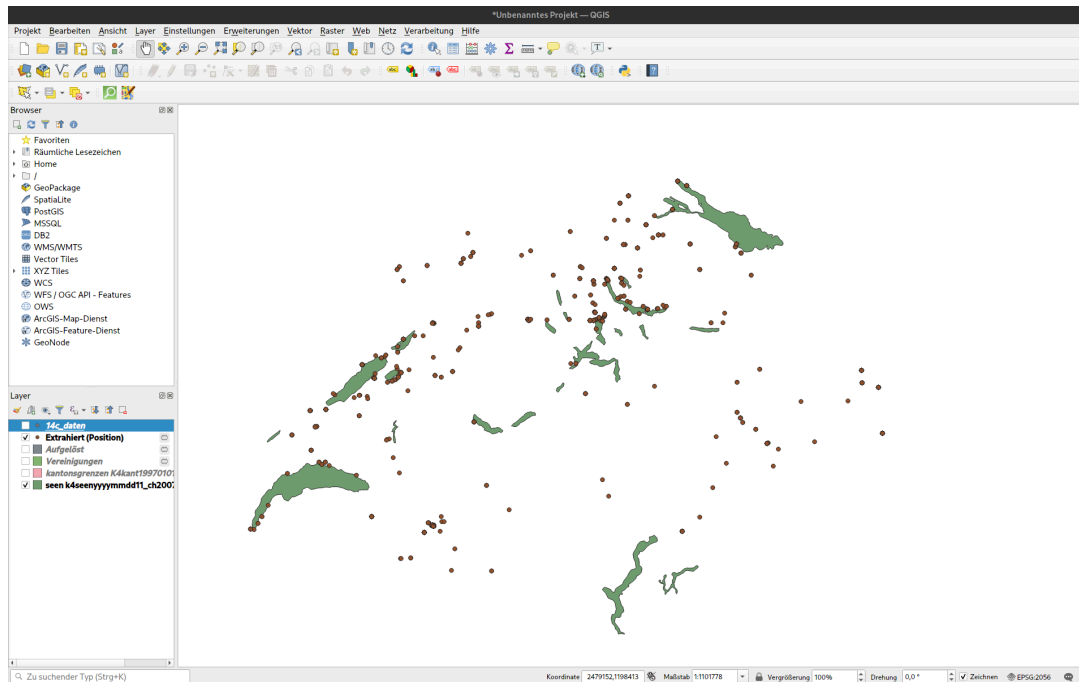 *Unbenanntes Projekt — QGIS
Projekt Bearbeiten Ansicht Layer Einstellungen Erweiterungen Vektor Raster Web Netz Verarbeitung Hilfe
Browser
Favoriten
Räumliche Lesezeichen
Home
/
GeoPackage
SpatiaLite
PostGIS
MSSQL
DB2
WMS/WMTS
Vector Tiles
XYZ Tiles
WCS
WFS / OGC API - Features
OWS
ArcGIS-Map-Dienst
ArcGIS-Feature-Dienst
GeoNode
Layer
14c_daten
Extrahiert (Position)
Aufgelöst
Vereinigungen
kantonsgrenzen K4kant19970101
seen k4seenyyyymmdd11_ch2007
Zu suchender Typ (Strg+K)
Koordinate 2479152,1198413 Maßstab 1:1101778 Vergrößerung 100% Drehung 0,0 ° Zeichnen EPSG:2056